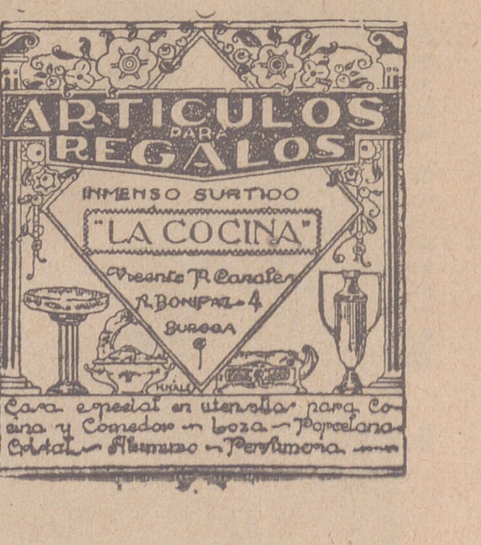 ARTICULOS
PARA
REGALOS
INMENSO SURTIDO
"LA COCINA"
Vicente R. Canales
R. BONIFAZ - 4
BURGOS
Casa especial en utensilios para Co-
cina y Comedor - Loza - Porcelana
Cristal - Aluminio - Perfumeria